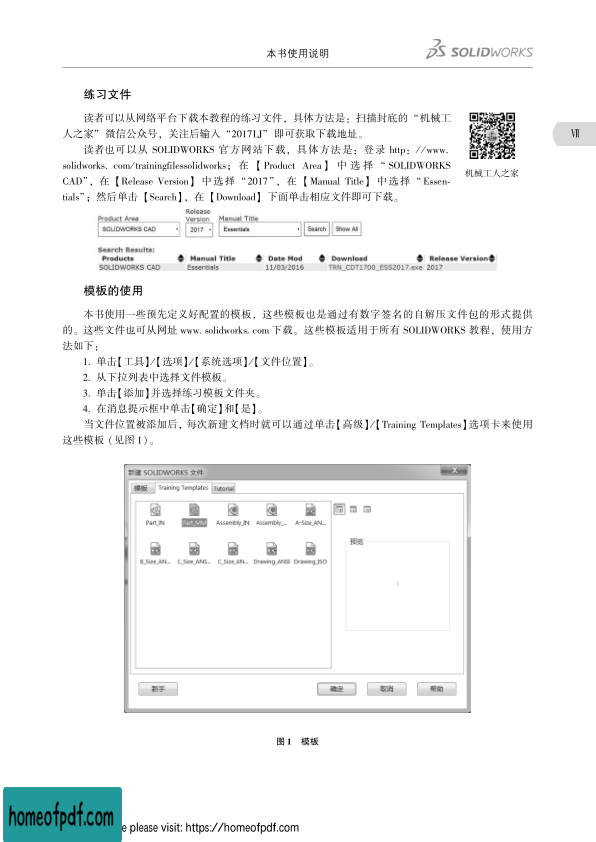 本书使用说明
SOLIDWORKS
练习文件
读者可以从网络平台下载本教程的练习文件，具体方法是：扫描封底的“机械工
人之家”微信公众号，关注后输入“2017LJ”即可获取下载地址。
VII
读者也可以从 SOLIDWORKS 官方网站下载，具体方法是：登录 http：//www.
solidworks. com/trainingfilessolidworks；在【Product Area】中选择“SOLIDWORKS
CAD”，在【Release Version】中选择“2017”，在【Manual Title】中选择“Essen-
tials”；然后单击【Search】，在【Download】下面单击相应文件即可下载。
机械工人之家
Product Area Release Version Manual Title
SOLIDWORKS CAD 2017 Essentials Search Show All
Search Results:
Products Manual Title Date Mod Download Release Version
SOLIDWORKS CAD Essentials 11/03/2016 TRN_CDT1700_ESS2017.exe 2017
模板的使用
本书使用一些预先定义好配置的模板，这些模板也是通过有数字签名的自解压文件包的形式提供
的。这些文件也可从网址 www. solidworks. com 下载。这些模板适用于所有 SOLIDWORKS 教程，使用方
法如下：
1. 单击【工具】/【选项】/【系统选项】/【文件位置】。
2. 从下拉列表中选择文件模板。
3. 单击【添加】并选择练习模板文件夹。
4. 在消息提示框中单击【确定】和【是】。
当文件位置被添加后，每次新建文档时就可以通过单击【高级】/【Training Templates】选项卡来使用
这些模板（见图 1）。
新建 SOLIDWORKS 文件
模板 Training Templates Tutorial
Part_IN Part_MM Assembly_IN Assembly_... A-Size_AN...
预览
B_Size_AN... C_Size_ANS... C_Size_AN... Drawing_ANSI Drawing_ISO
新手 确定 取消 帮助
图 1 模板
homeofpdf.com
e please visit: https://homeofpdf.com